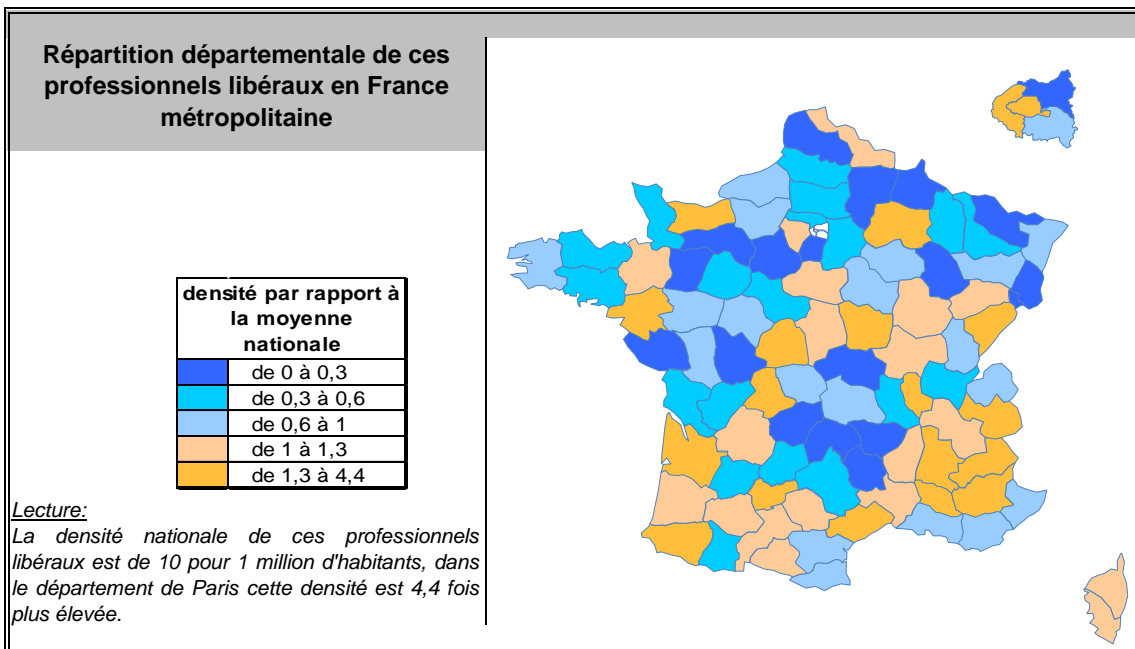 Répartition départementale de ces
professionnels libéraux en France
métropolitaine
densité par rapport à
la moyenne
nationale
de 0 à 0,3
de 0,3 à 0,6
de 0,6 à 1
de 1 à 1,3
de 1,3 à 4,4
Lecture:
La densité nationale de ces professionnels
libéraux est de 10 pour 1 million d'habitants, dans
le département de Paris cette densité est 4,4 fois
plus élevée.